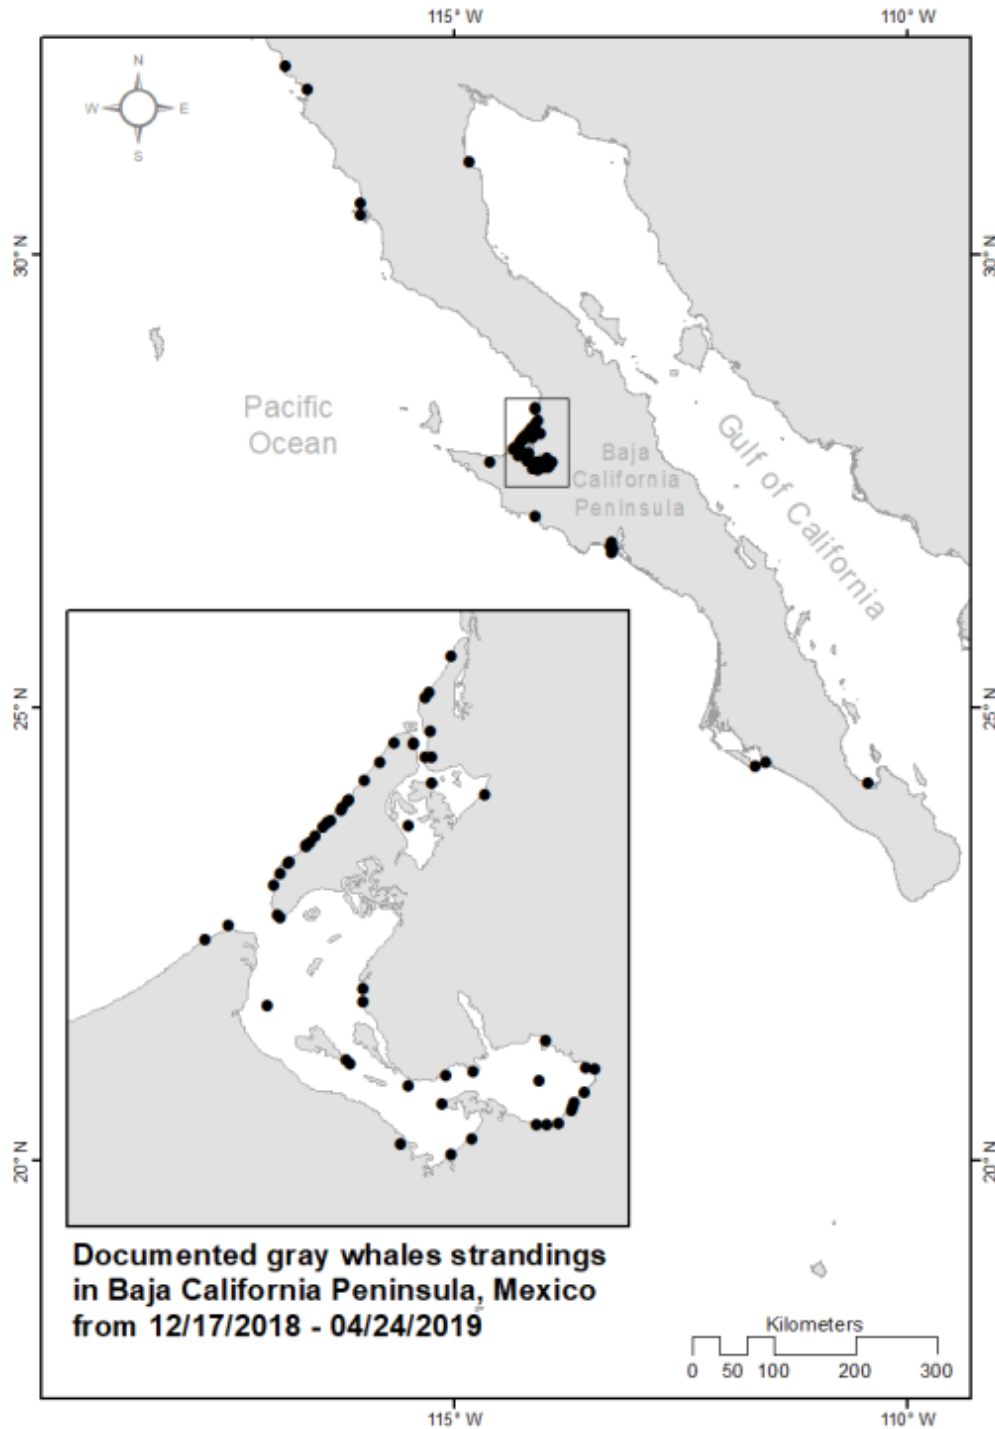 115° W
110° W
N
W
E
S
30° N
30° N
Pacific
Ocean
Gulf of California
Baja
California
Peninsula
25° N
25° N
20° N
20° N
Documented gray whales strandings
in Baja California Peninsula, Mexico
from 12/17/2018 - 04/24/2019
Kilometers
0 50 100 200 300
115° W
110° W